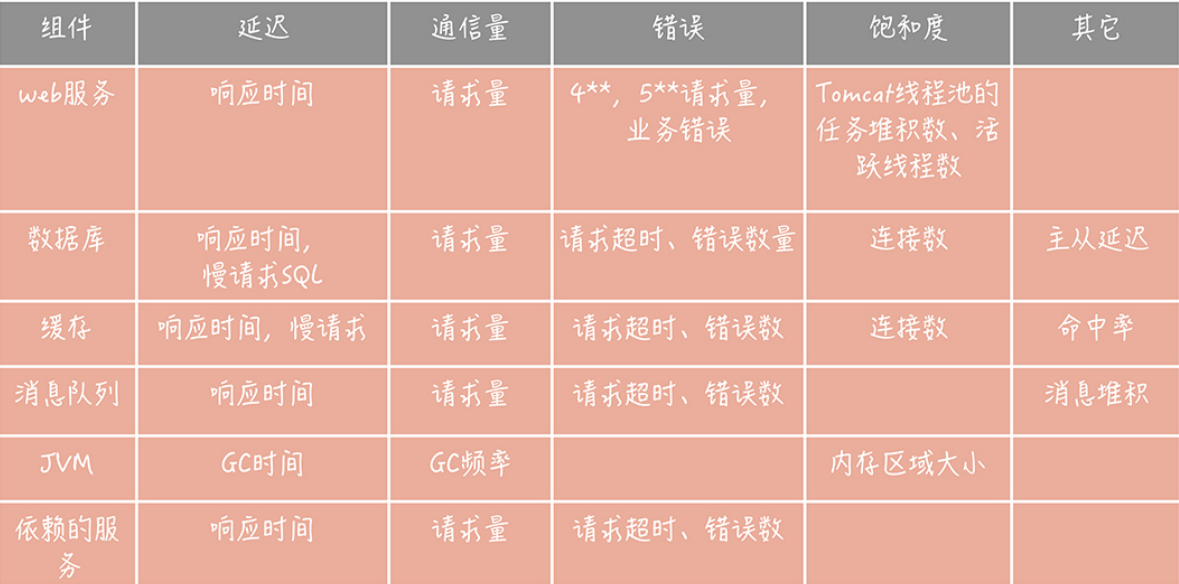 组件 延迟 通信量 错误 饱和度 其它
web服务 响应时间 请求量 4**，5**请求量， Tomcat线程池的
业务错误 任务堆积数、活
跃线程数
数据库 响应时间， 请求量 请求超时、错误数量 连接数 主从延迟
慢请求SQL
缓存 响应时间，慢请求 请求量 请求超时、错误数 连接数 命中率
消息队列 响应时间 请求量 请求超时、错误数 消息堆积
JVM GC时间 GC频率 内存区域大小
依赖的服 响应时间 请求量 请求超时、错误数
务